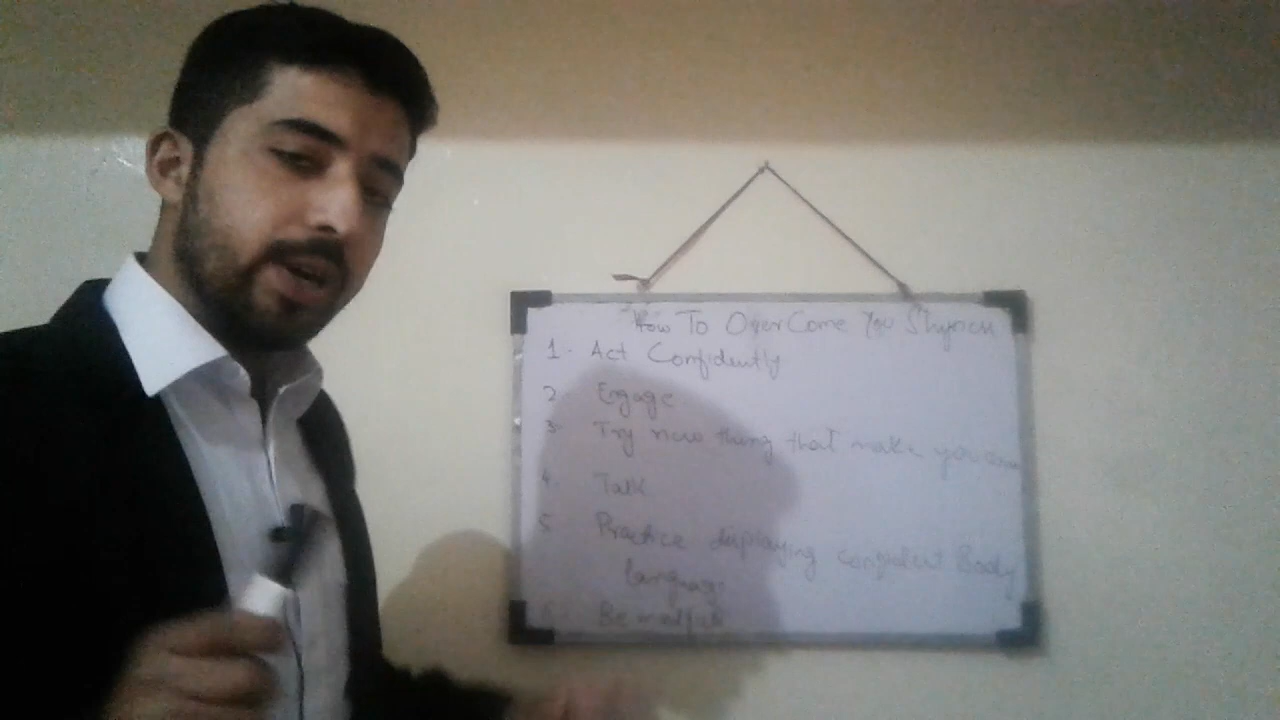 How To OverCome You Shyness
1- Act Confidently
2 Engage
3- Try new thing that make you
4. Talk
5 Practice displaying confident Body
language
6 Be